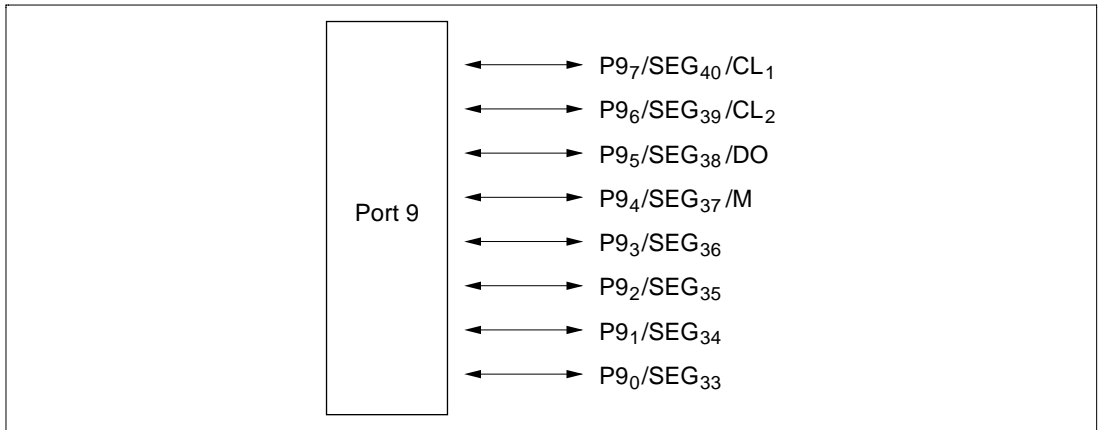 P9₇/SEG₄₀/CL₁
P9₆/SEG₃₉/CL₂
P9₅/SEG₃₈/DO
P9₄/SEG₃₇/M
Port 9
P9₃/SEG₃₆
P9₂/SEG₃₅
P9₁/SEG₃₄
P9₀/SEG₃₃